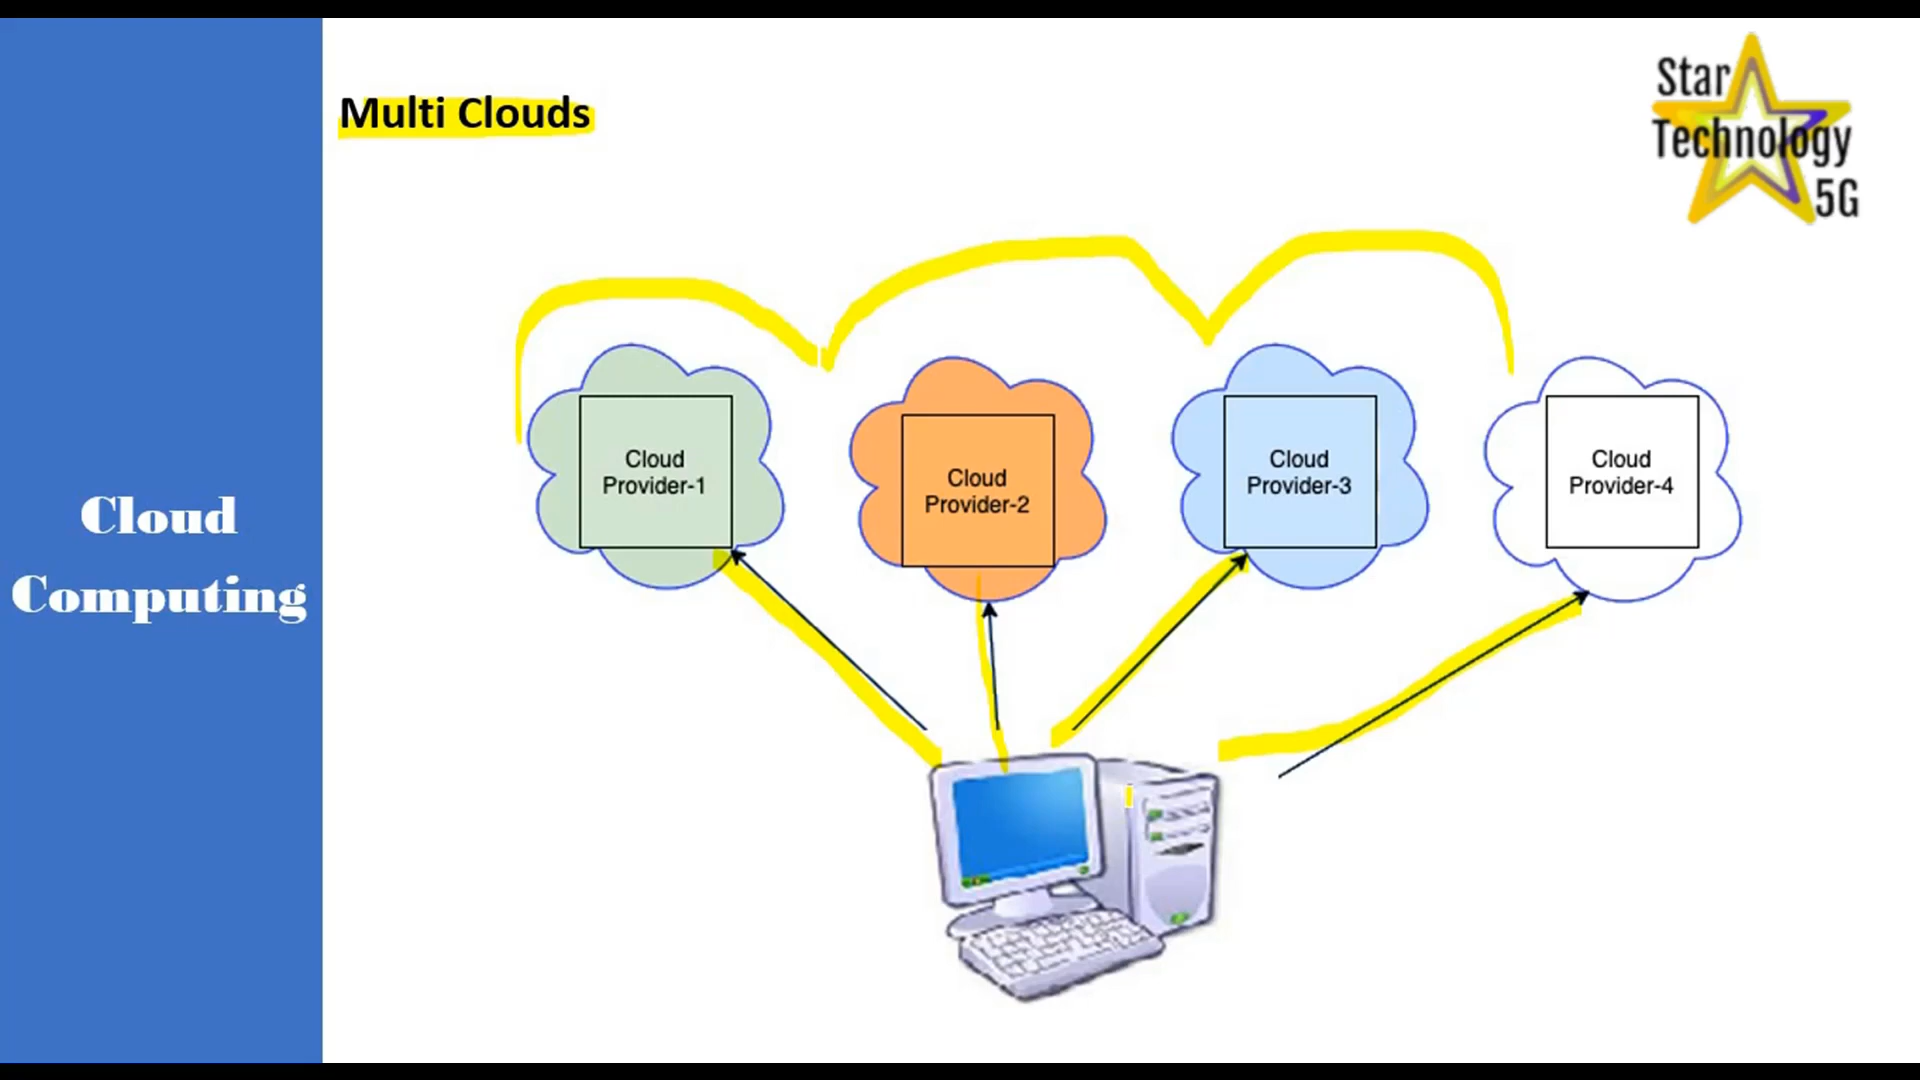 Multi Clouds
Star
Technology
5G
Cloud
Provider-1
Cloud
Provider-2
Cloud
Provider-3
Cloud
Provider-4
Cloud
Computing